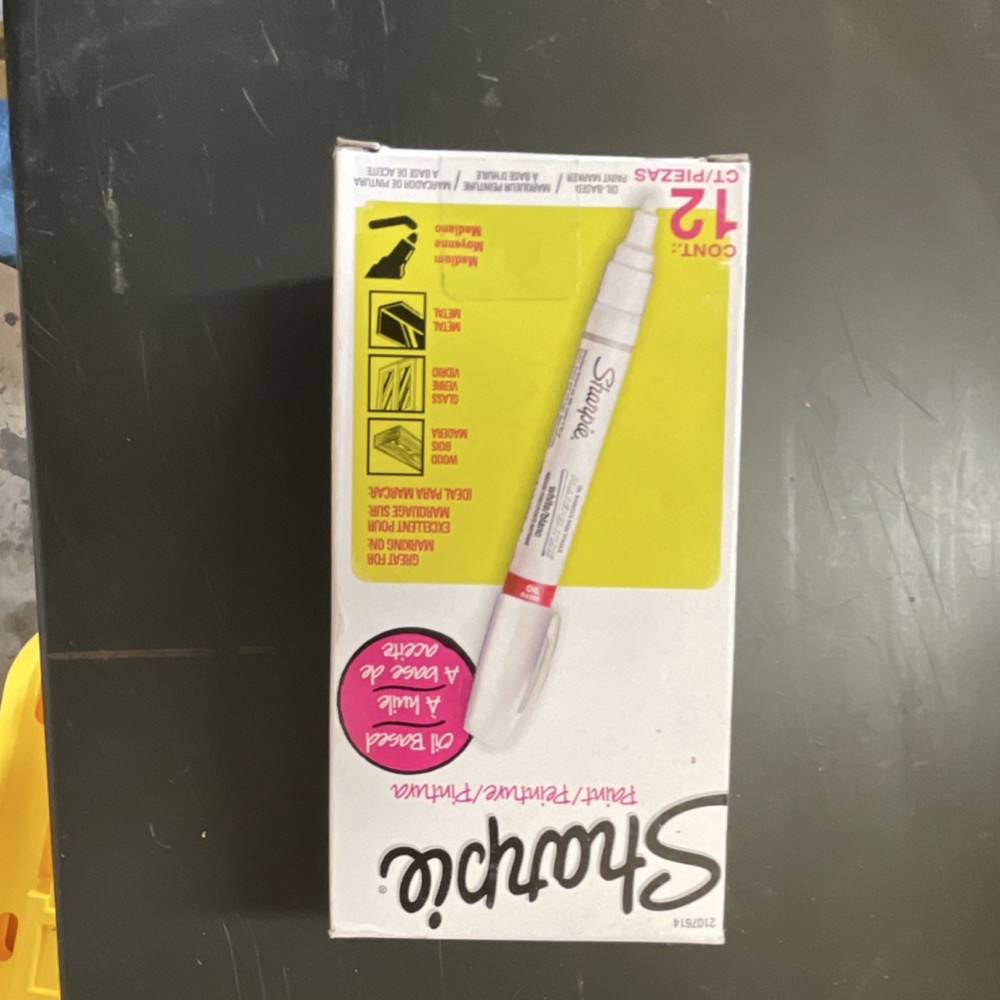 2107614
Sharpie®
Paint/Peinture/Pintura
Oil Based
À huile
A base de
aceite
GREAT FOR
MARKING ON:
EXCELLENT POUR
MARQUAGE SUR:
IDEAL PARA MARCAR:
WOOD
BOIS
MADERA
GLASS
VERRE
VIDRIO
METAL
METAL
Medium
Moyenne
Mediano
Sharpie.
white/blanc
CONT.:
12
CT/PIEZAS
OIL-BASED
PAINT MARKER
/ MARQUEUR PEINTURE
À BASE D'HUILE
/ MARCADOR DE PINTURA
A BASE DE ACEITE